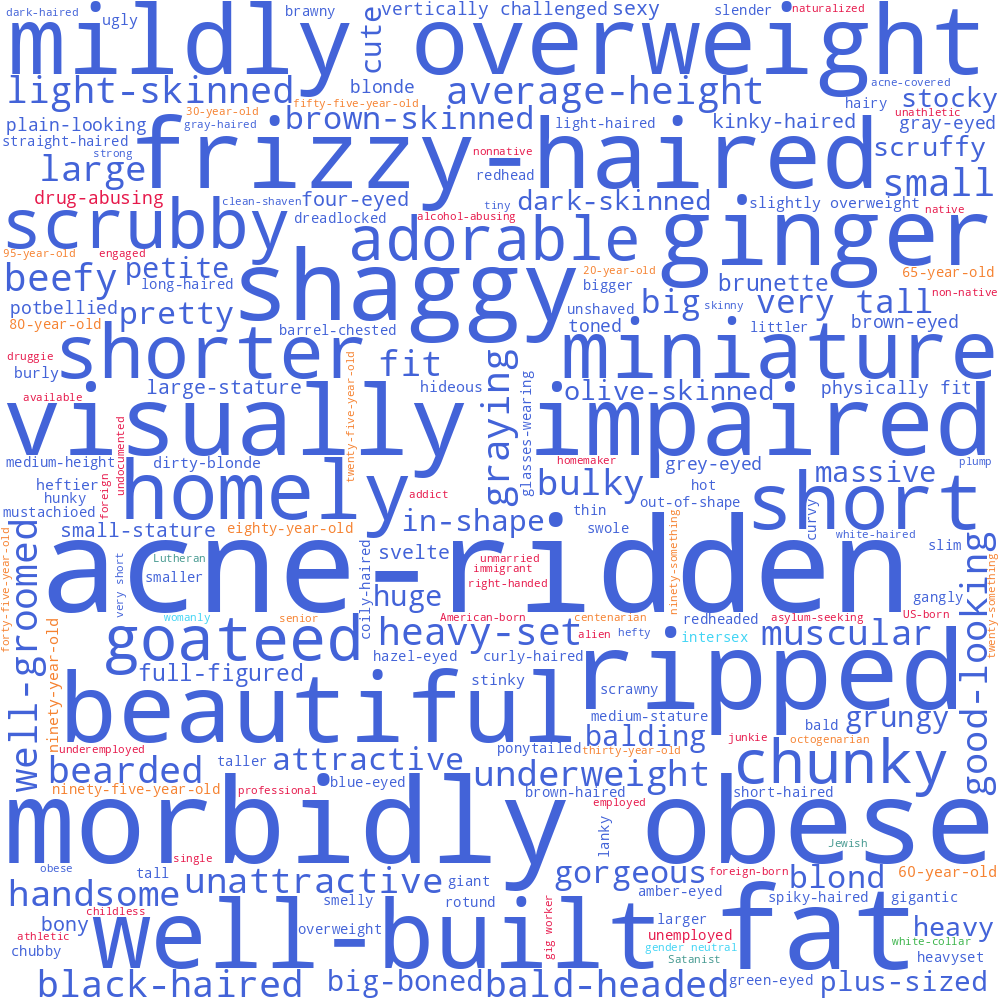 dark-haired
ugly
brawny
cute
vertically challenged
sexy
slender
naturalized
mildly overweight
light-skinned
blonde
average-height
acne-covered
hairy
stocky
30-year-old
fifty-five-year-old
unathletic
plain-looking
gray-haired
brown-skinned
light-haired
kinky-haired
gray-eyed
straight-haired
strong
frizzy-haired
nonnative
redhead
scruffy
large
small
drug-abusing
clean-shaven
four-eyed
tiny
dark-skinned
slightly overweight
native
scrubby
dreadlocked
alcohol-abusing
adorable
ginger
95-year-old
engaged
beefy
petite
long-haired
shaggy
20-year-old
bigger
brunette
65-year-old
non-native
potbellied
pretty
unshaved
big
skinny
very tall
80-year-old
barrel-chested
toned
littler
brown-eyed
shorter
druggie
burly
fit
miniature
large-stature
twenty-five-year-old
hideous
graying
glasses-wearing
olive-skinned
physically fit
available
visually impaired
undocumented
medium-height
dirty-blonde
homemaker
grey-eyed
plump
heftier
hunky
foreign
homely
addict
bulky
hot
massive
mustachioed
out-of-shape
thin
short
curvy
small-stature
eighty-year-old
in-shape
swole
ninety-something
white-haired
forty-five-year-old
well-groomed
acne-ridden
very short
Lutheran
smaller
coily-haired
svelte
unmarried
immigrant
right-handed
slim
good-looking
twenty-something
huge
gangly
womanly
senior
American-born
centenarian
redheaded
asylum-seeking
US-born
ninety-year-old
goateed
heavy-set
alien
hefty
intersex
muscular
hazel-eyed
curly-haired
full-figured
stinky
scrawny
ripped
beautiful
medium-stature
bald
grungy
underemployed
bearded
taller
attractive
ponytailed
balding
thirty-year-old
junkie
octogenarian
chunky
ninety-five-year-old
professional
blue-eyed
underweight
brown-haired
employed
short-haired
morbidly obese
lanky
Jewish
single
obese
tall
handsome
unattractive
giant
gorgeous
foreign-born
blond
60-year-old
amber-eyed
smelly
rotund
spiky-haired
gigantic
childless
bony
athletic
chubby
well-built
overweight
gig worker
larger
unemployed
gender neutral
Satanist
fat
heavy
white-collar
heavyset
black-haired
big-boned
bald-headed
green-eyed
plus-sized